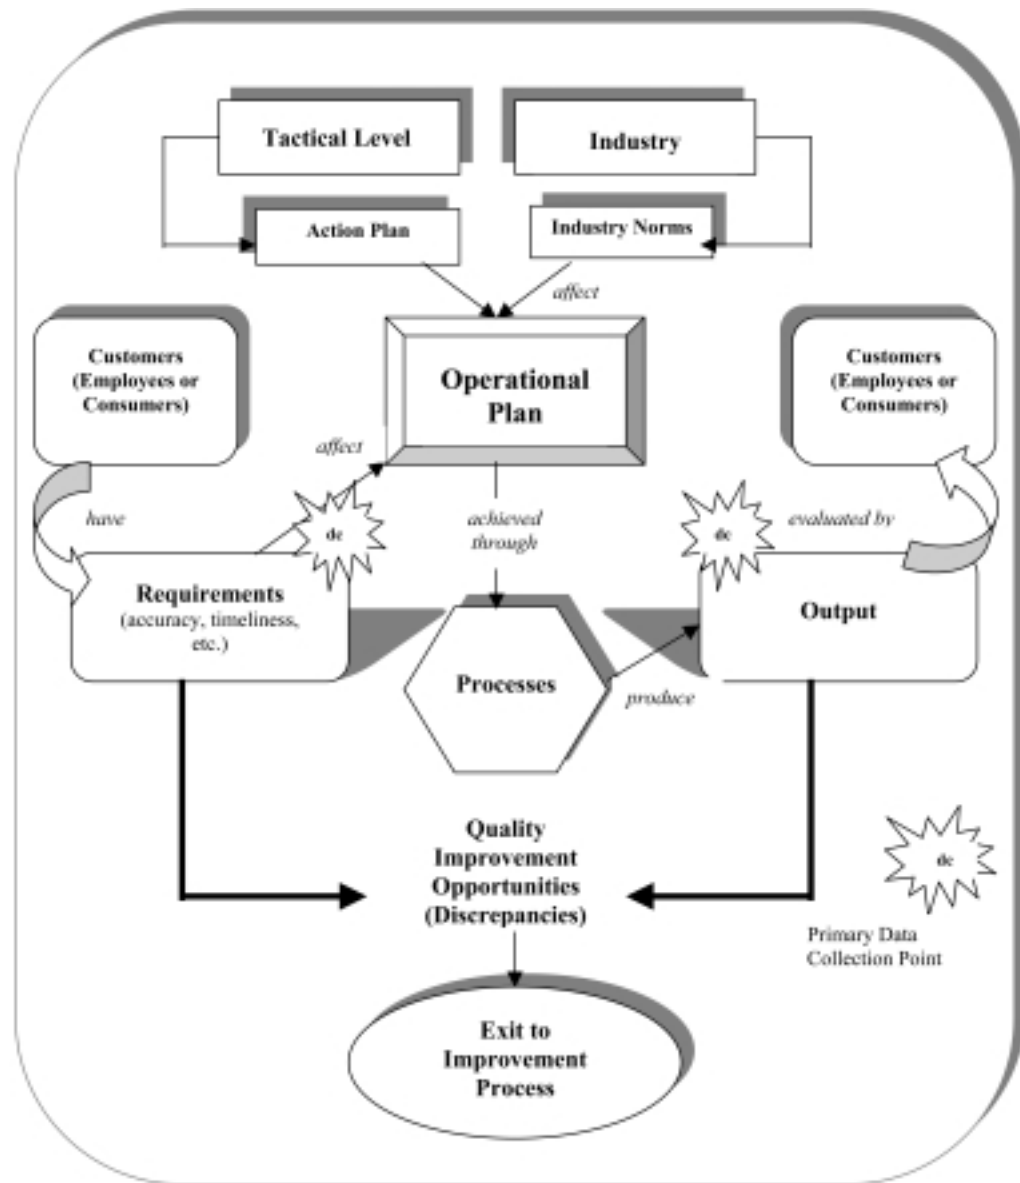 Tactical Level
Industry
Action Plan
Industry Norms
affect
Customers
(Employees or
Consumers)
Operational
Plan
Customers
(Employees or
Consumers)
affect
have
dc
achieved
through
dc
evaluated by
Requirements
(accuracy, timeliness,
etc.)
Output
Processes
produce
Quality
Improvement
Opportunities
(Discrepancies)
dc
Primary Data
Collection Point
Exit to
Improvement
Process